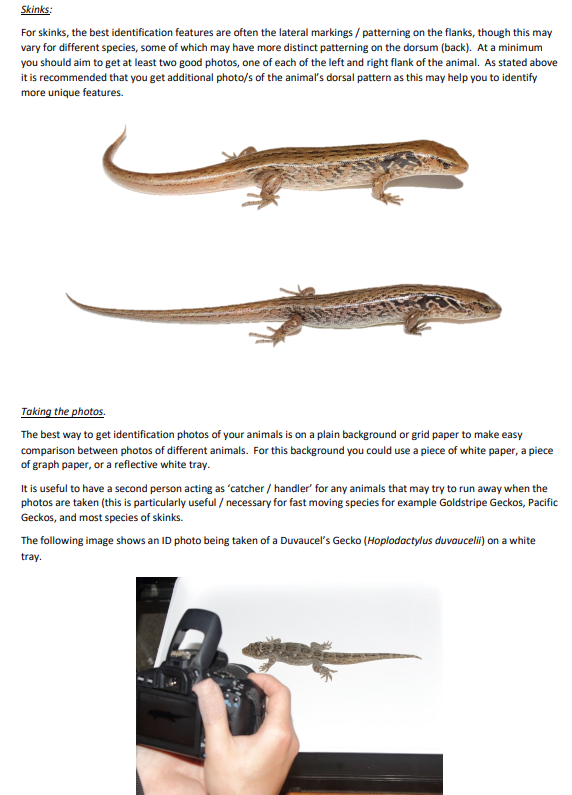 Skinks:
For skinks, the best identification features are often the lateral markings / patterning on the flanks, though this may
vary for different species, some of which may have more distinct patterning on the dorsum (back).  At a minimum
you should aim to get at least two good photos, one of each of the left and right flank of the animal.  As stated above
it is recommended that you get additional photo/s of the animal's dorsal pattern as this may help you to identify
more unique features.
Taking the photos.
The best way to get identification photos of your animals is on a plain background or grid paper to make easy
comparison between photos of different animals.  For this background you could use a piece of white paper, a piece
of graph paper, or a reflective white tray.
It is useful to have a second person acting as 'catcher / handler' for any animals that may try to run away when the
photos are taken (this is particularly useful / necessary for fast moving species for example Goldstripe Geckos, Pacific
Geckos, and most species of skinks.
The following image shows an ID photo being taken of a Duvaucel's Gecko (Hoplodactylus duvaucelii) on a white
tray.